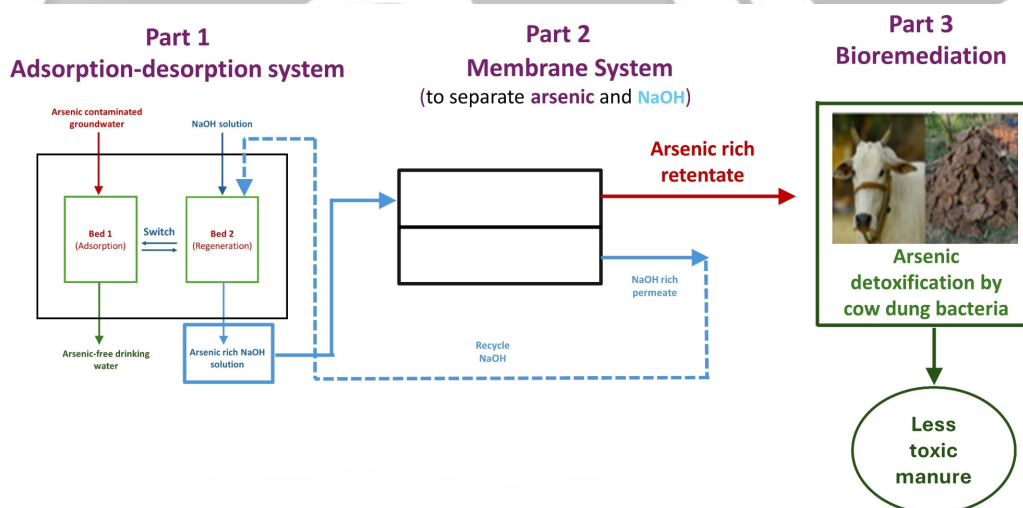 Part 1
Adsorption-desorption system
Arsenic contaminated
groundwater
NaOH solution
Bed 1
(Adsorption)
Switch
Bed 2
(Regeneration)
Arsenic-free drinking
water
Arsenic rich NaOH
solution
Part 2
Membrane System
(to separate arsenic and NaOH)
Arsenic rich
retentate
NaOH rich
permeate
Recycle
NaOH
Part 3
Bioremediation
Arsenic
detoxification by
cow dung bacteria
Less
toxic
manure